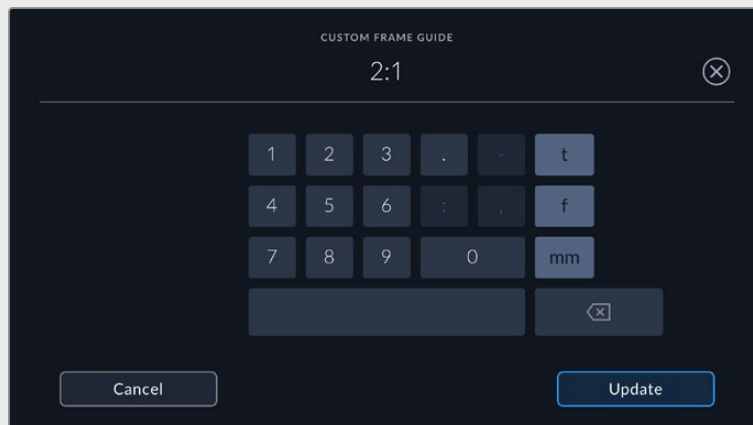 CUSTOM FRAME GUIDE
2:1
1 2 3 . - t
4 5 6 : , f
7 8 9 0 mm
Cancel Update